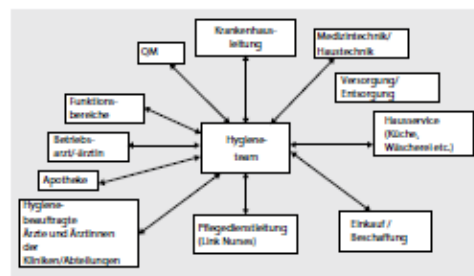 Krankenhaus-
leitung
Medizintechnik/
Haustechnik
QM
Versorgung/
Entsorgung
Funktions-
bereiche
Hausservice
(Küche,
Wäscherei etc.)
Hygiene-
team
Betriebs-
arzt/-ärztin
Apotheke
Hygiene-
beauftragte
Ärzte und Ärztinnen
der
Kliniken/Abteilungen
Pflegedienstleitung
(Link Nurses)
Einkauf /
Beschaffung